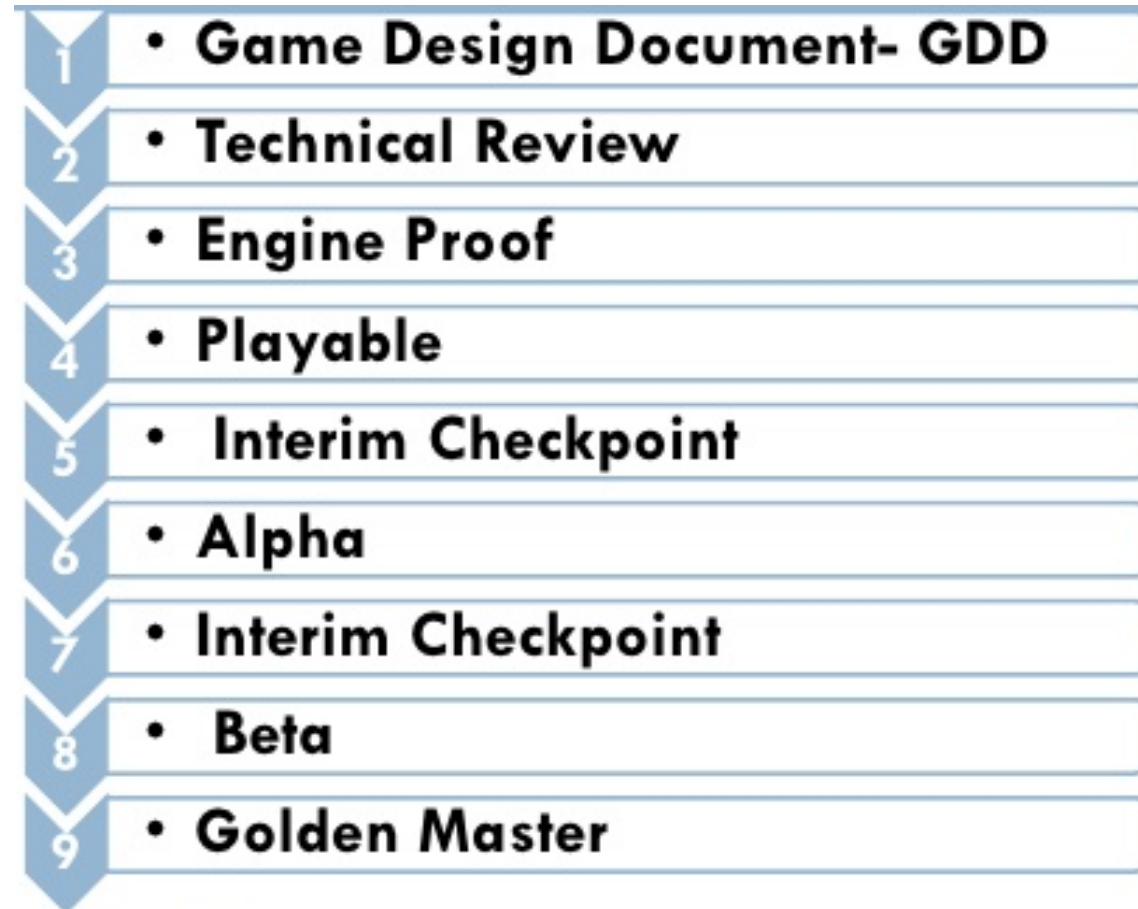 1 • Game Design Document- GDD
2 • Technical Review
3 • Engine Proof
4 • Playable
5 • Interim Checkpoint
6 • Alpha
7 • Interim Checkpoint
8 • Beta
9 • Golden Master